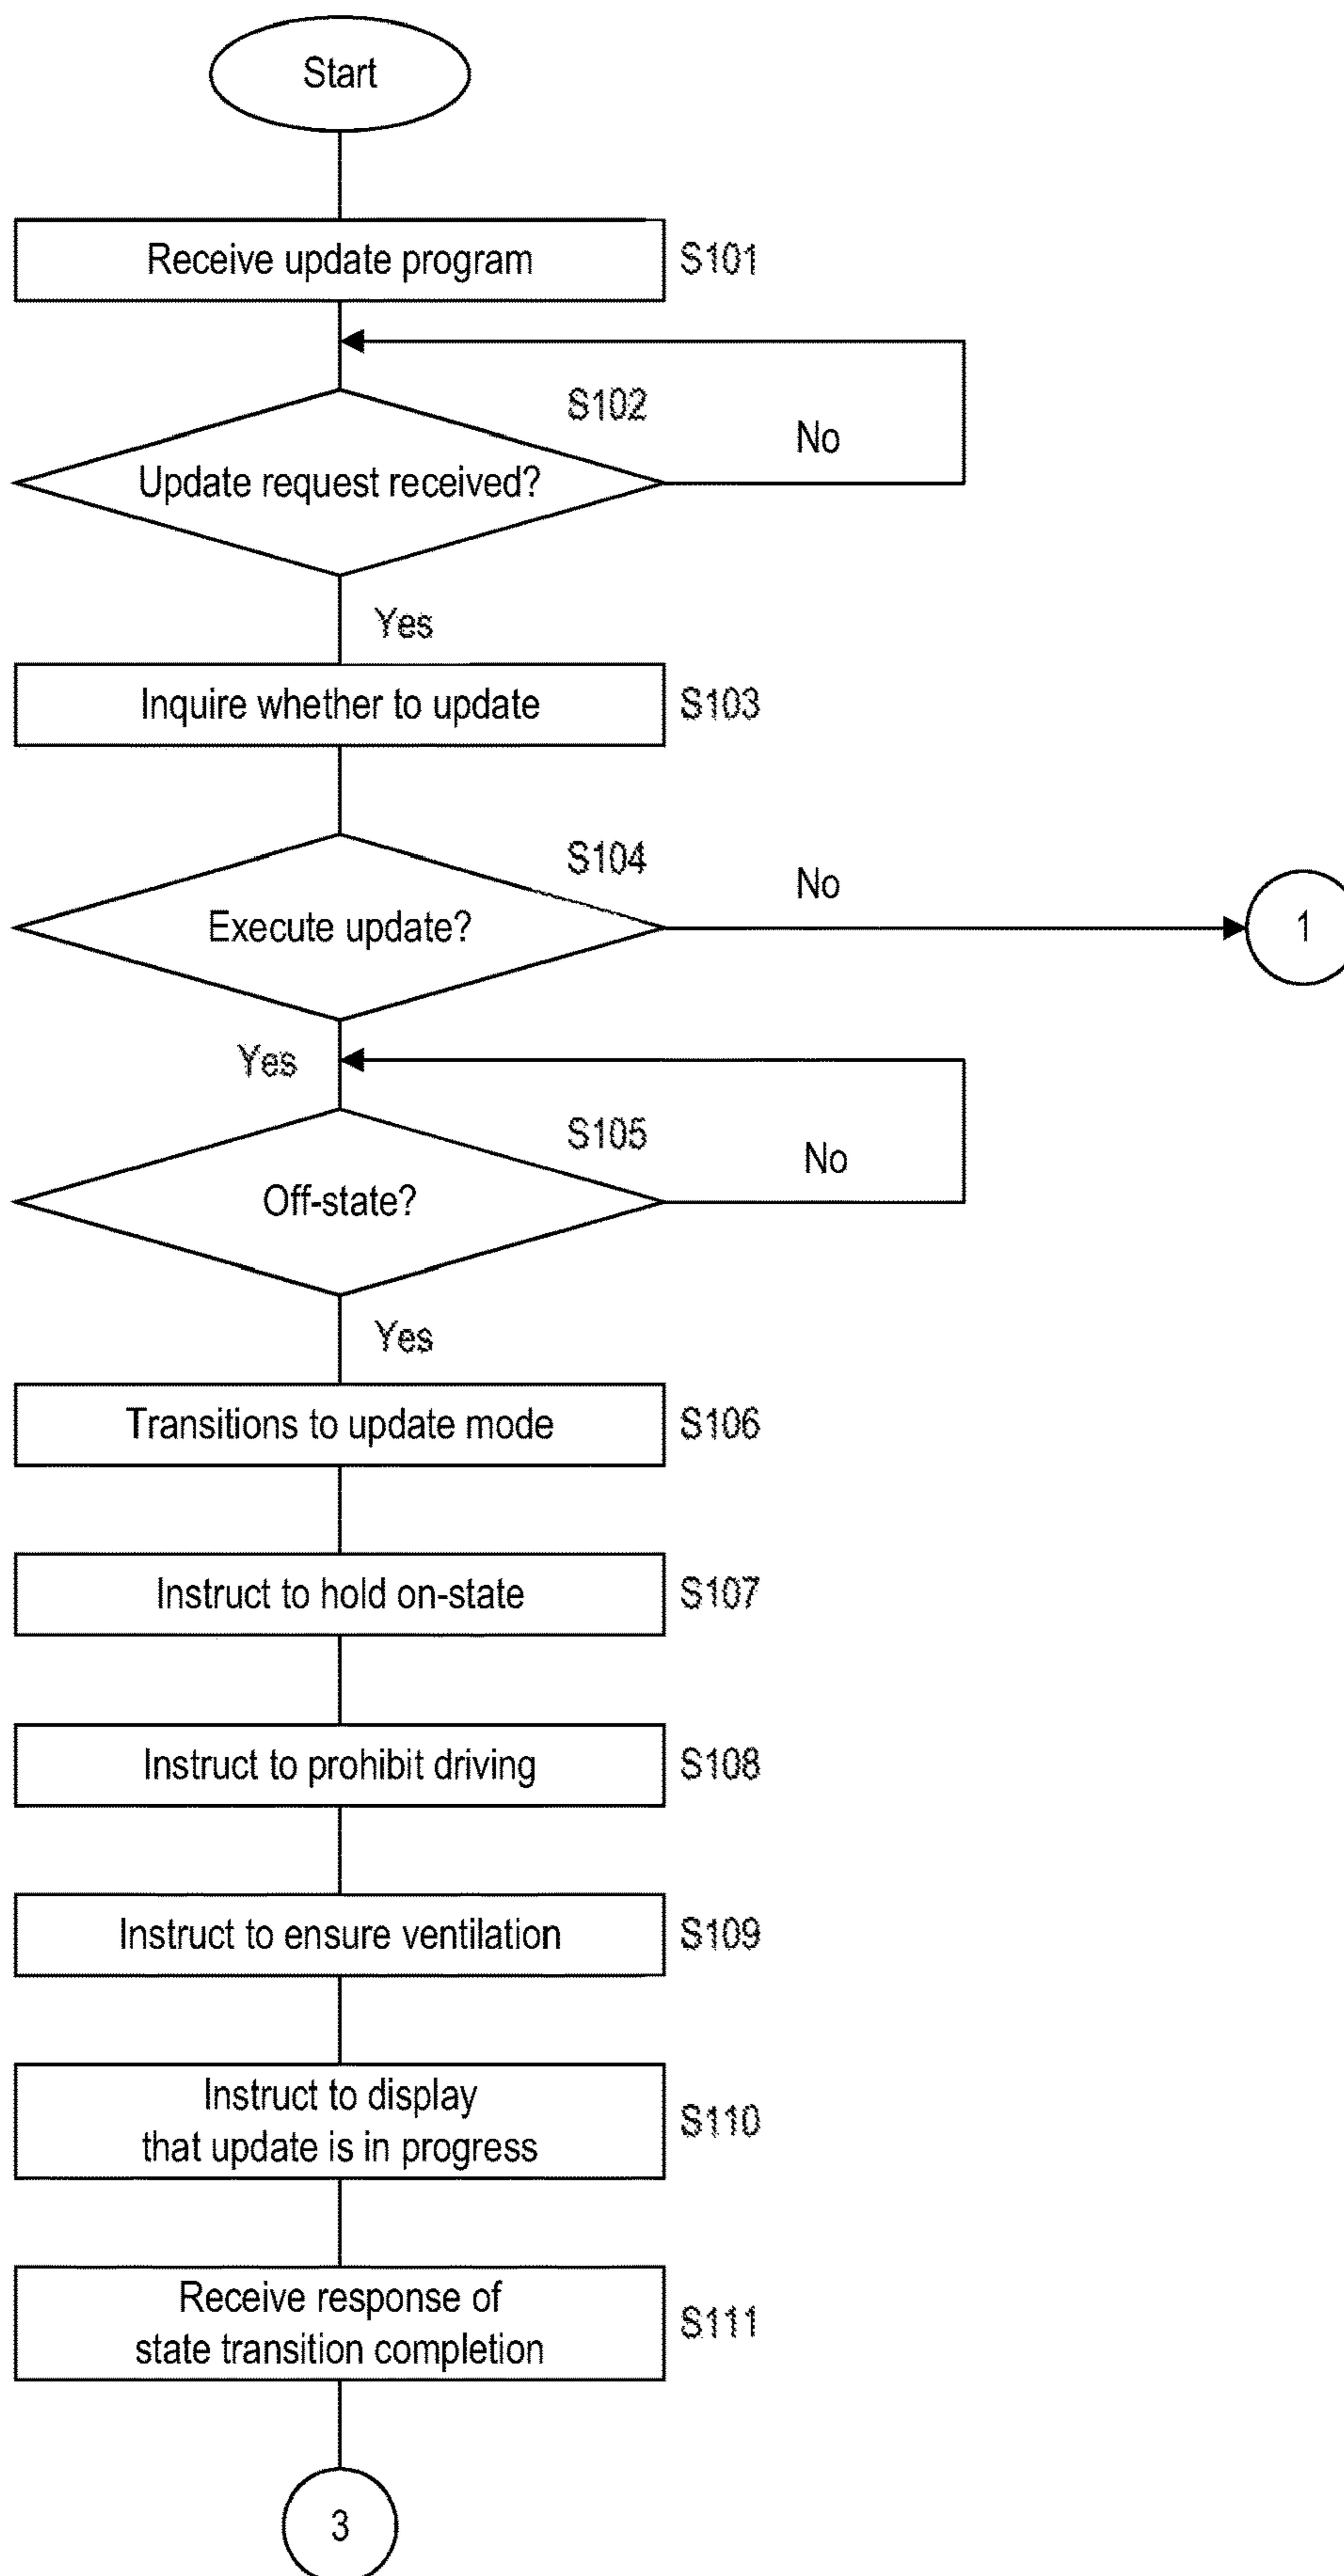 Start
Receive update program
S101
S102
No
Update request received?
Yes
Inquire whether to update
S103
S104
No
Execute update?
1
Yes
S105
No
Off-state?
Yes
Transitions to update mode
S106
Instruct to hold on-state
S107
Instruct to prohibit driving
S108
Instruct to ensure ventilation
S109
Instruct to display
that update is in progress
S110
Receive response of
state transition completion
S111
3